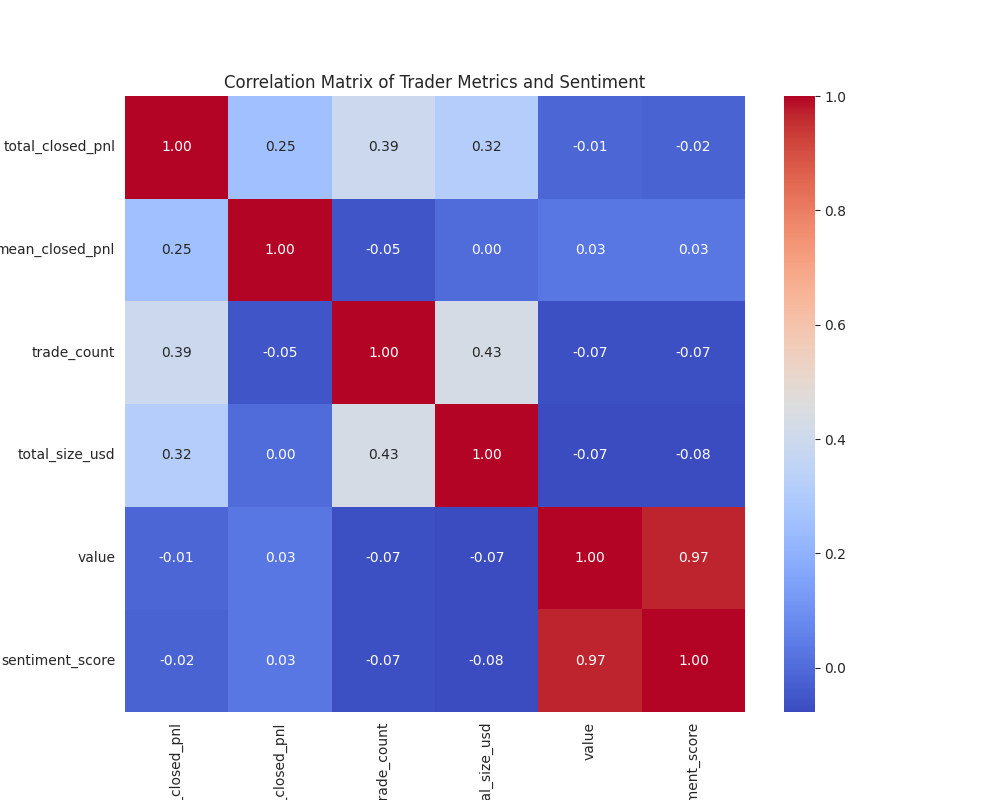 Correlation Matrix of Trader Metrics and Sentiment
total_closed_pnl 1.00 0.25 0.39 0.32 -0.01 -0.02
mean_closed_pnl 0.25 1.00 -0.05 0.00 0.03 0.03
trade_count 0.39 -0.05 1.00 0.43 -0.07 -0.07
total_size_usd 0.32 0.00 0.43 1.00 -0.07 -0.08
value -0.01 0.03 -0.07 -0.07 1.00 0.97
sentiment_score -0.02 0.03 -0.07 -0.08 0.97 1.00
_closed_pnl
_closed_pnl
rade_count
al_size_usd
value
ment_score
1.0
0.8
0.6
0.4
0.2
0.0